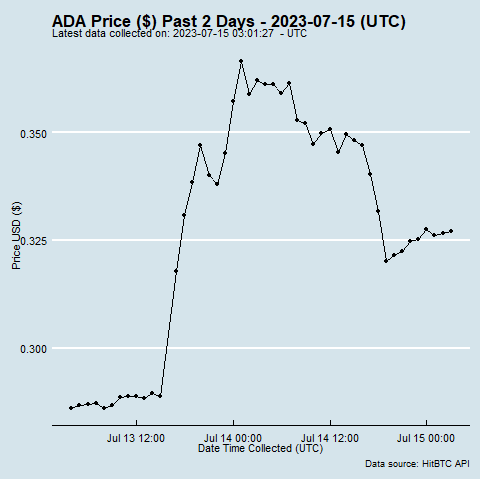 ADA Price ($) Past 2 Days - 2023-07-15 (UTC)
Latest data collected on: 2023-07-15 03:01:27 - UTC
Price USD ($)
0.350
0.325
0.300
Jul 13 12:00 Jul 14 00:00 Jul 14 12:00 Jul 15 00:00
Date Time Collected (UTC)
Data source: HitBTC API